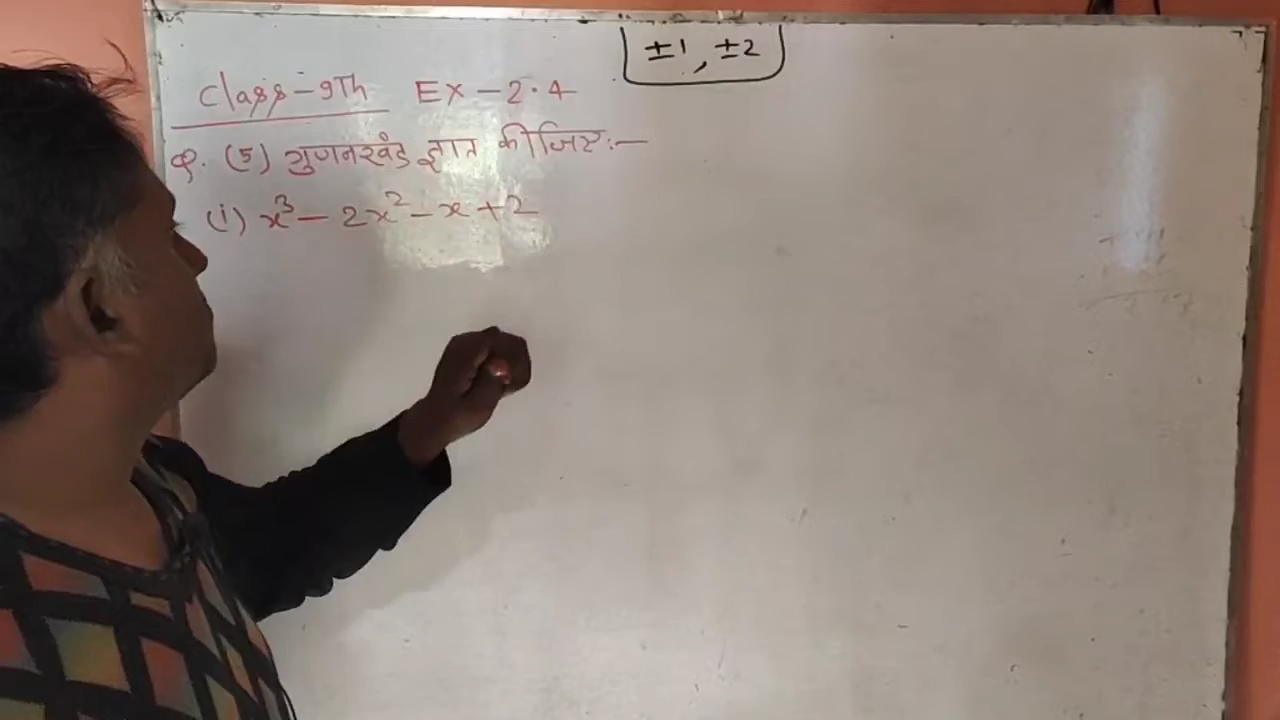 ±1, ±2
Class-9Th Ex-2.4
प्र. (5) गुणनखंड ज्ञात कीजिए:-
(i) x³ - 2x² - x + 2